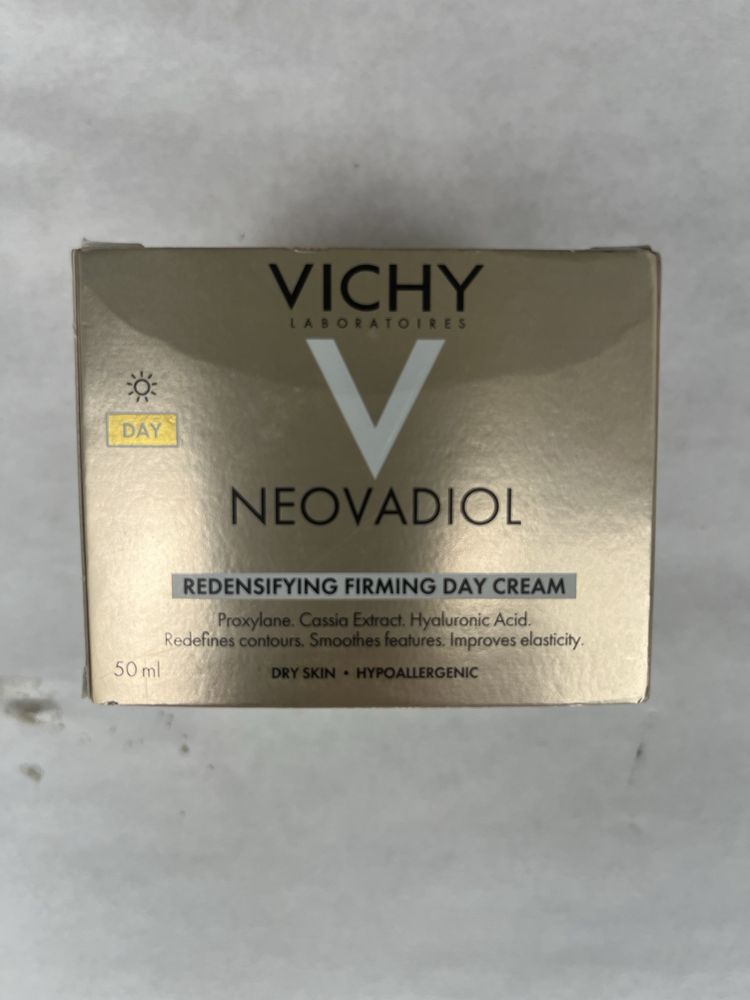 VICHY
LABORATOIRES
V
DAY
NEOVADIOL
REDENSIFYING FIRMING DAY CREAM
Proxylane. Cassia Extract. Hyaluronic Acid.
Redefines contours. Smoothes features. Improves elasticity.
50 ml
DRY SKIN • HYPOALLERGENIC